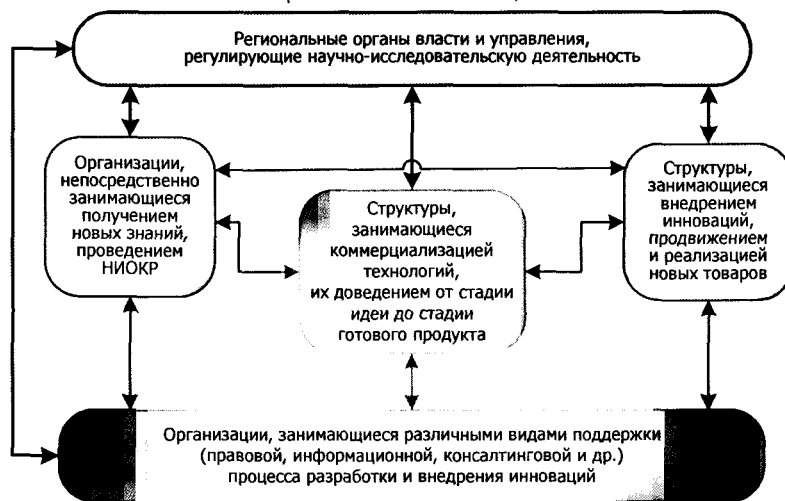 Региональные органы власти и управления,
регулирующие научно-исследовательскую деятельность
Организации,
непосредственно
занимающиеся
получением
новых знаний,
проведением
НИОКР
Структуры,
занимающиеся
коммерциализацией
технологий,
их доведением от стадии
идеи до стадии
готового продукта
Структуры,
занимающиеся
внедрением
инноваций,
продвижением
и реализацией
новых товаров
Организации, занимающиеся различными видами поддержки
(правовой, информационной, консалтинговой и др.)
процесса разработки и внедрения инноваций